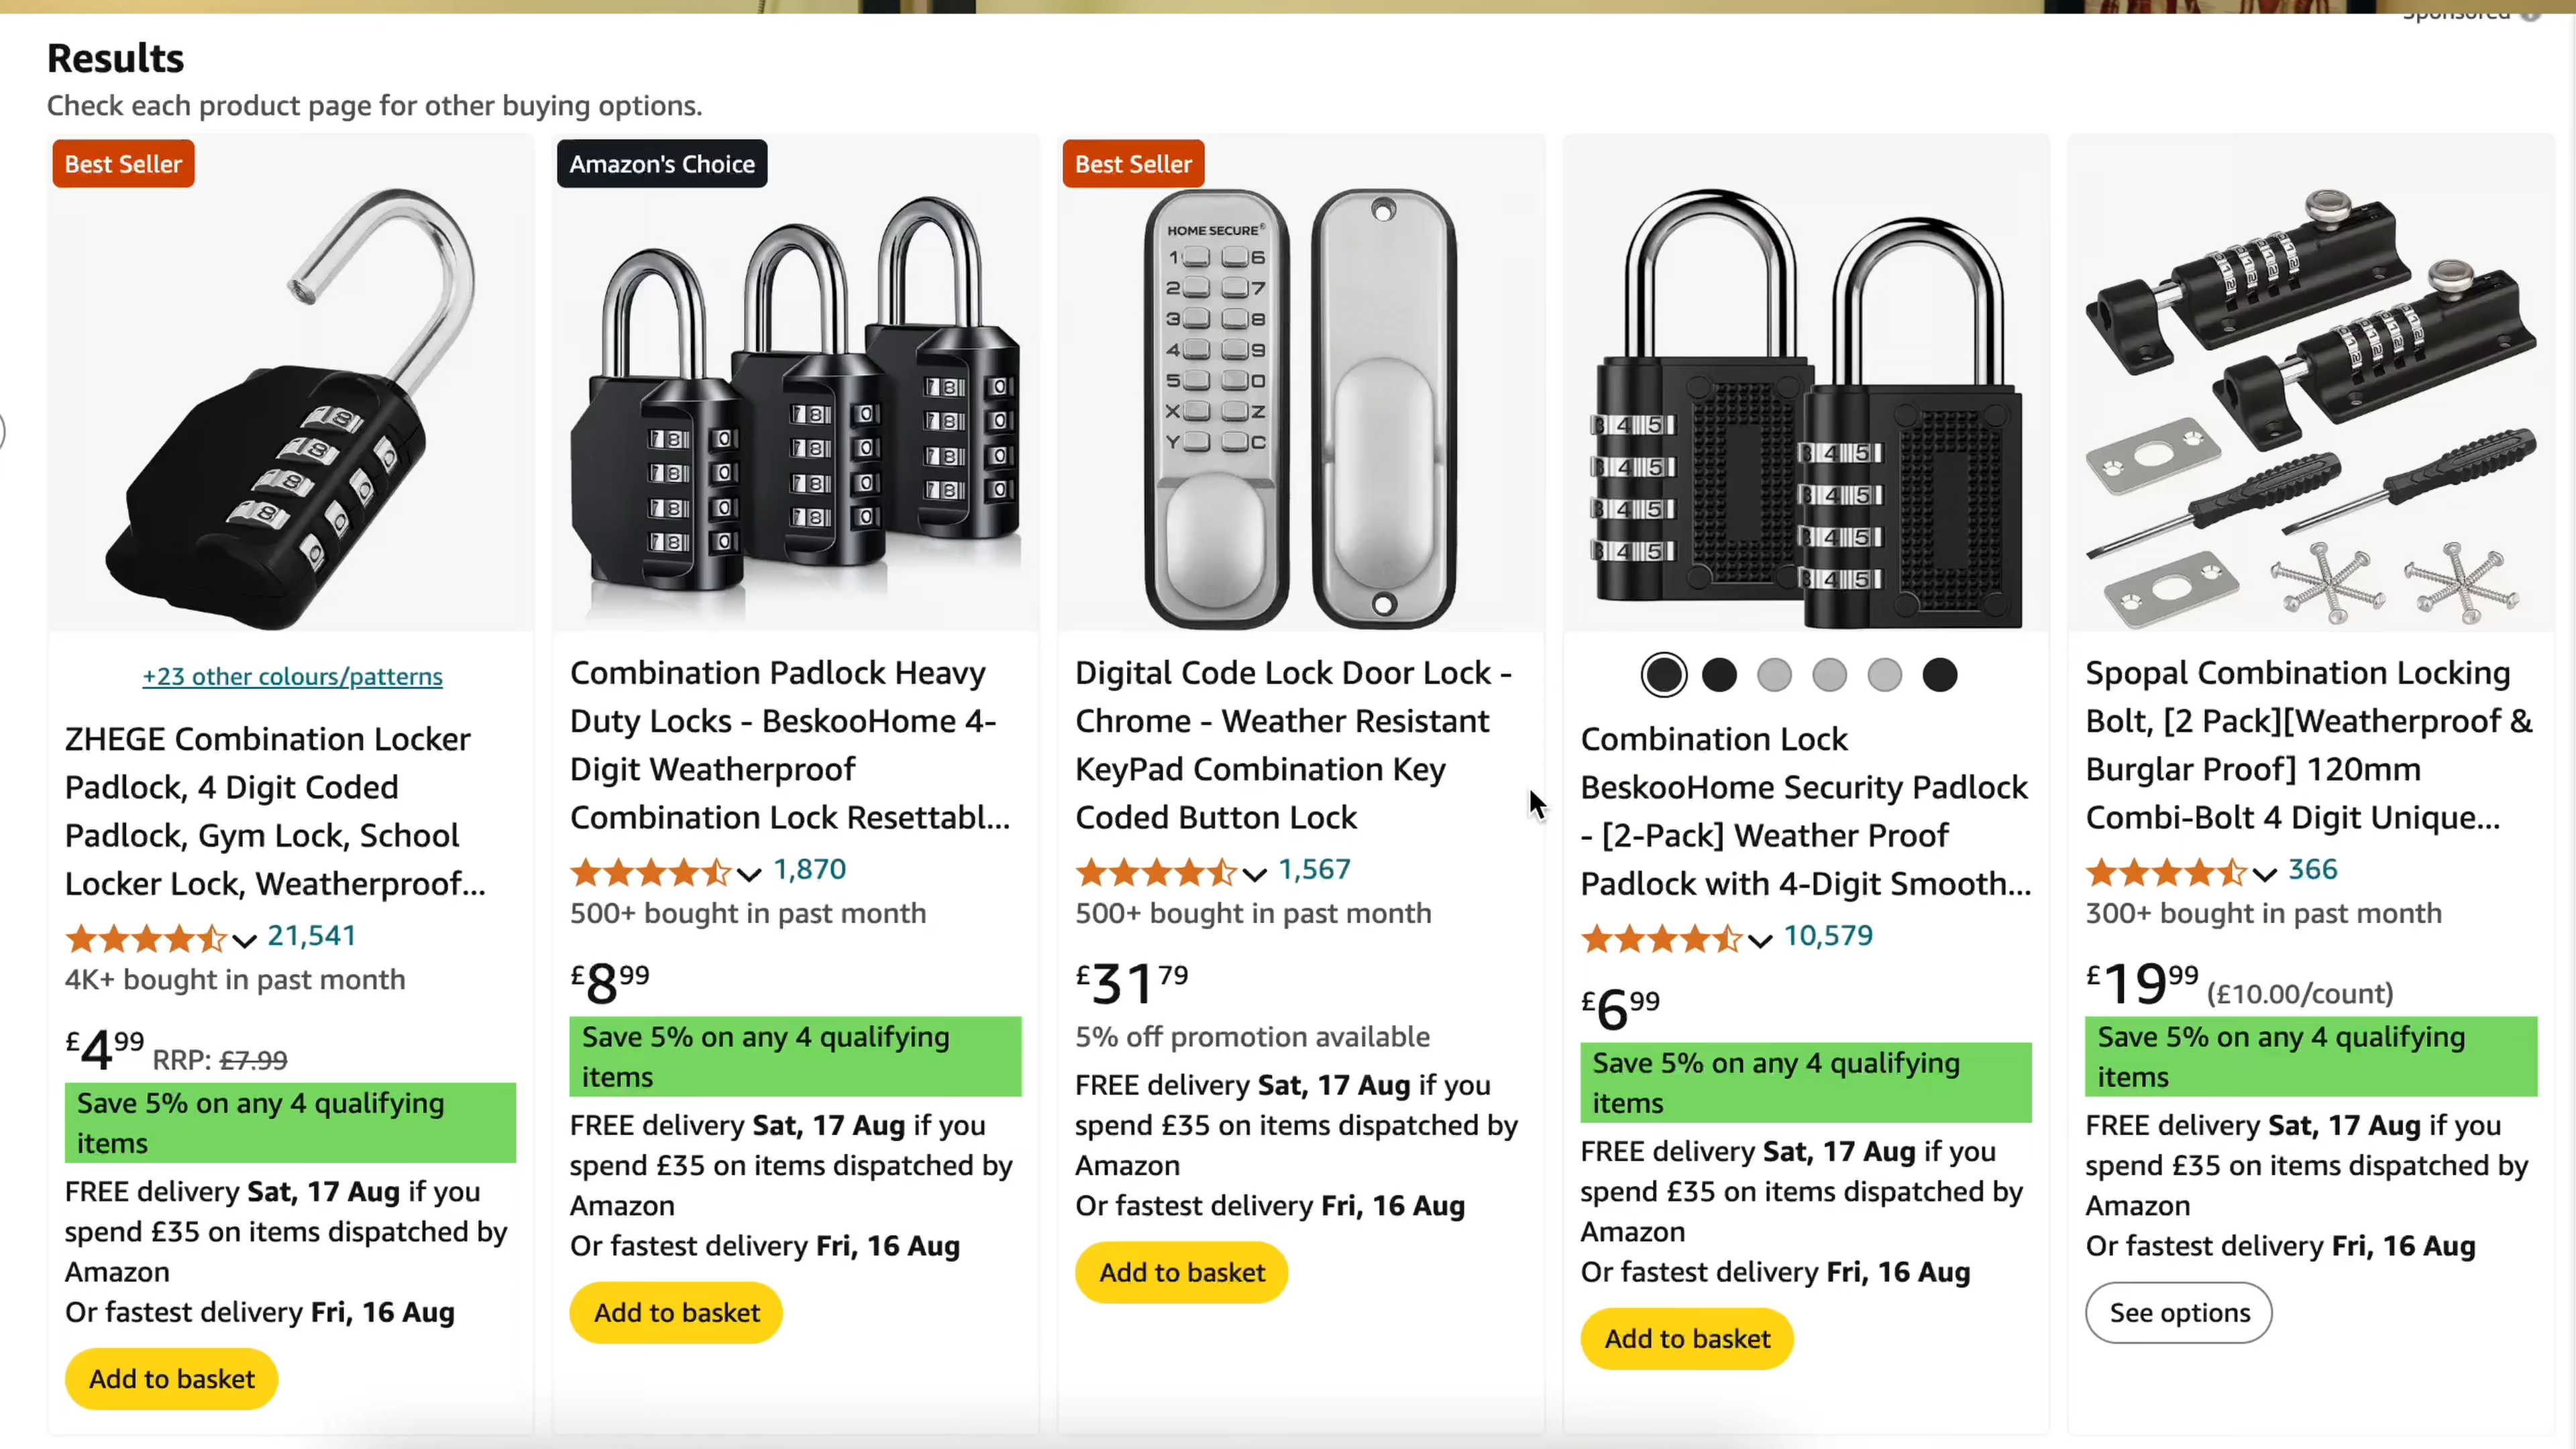 Sponsored
Results
Check each product page for other buying options.
Best Seller
+23 other colours/patterns
ZHEGE Combination Locker
Padlock, 4 Digit Coded
Padlock, Gym Lock, School
Locker Lock, Weatherproof...
21,541
4K+ bought in past month
£4.99 RRP: £7.99
Save 5% on any 4 qualifying
items
FREE delivery Sat, 17 Aug if you
spend £35 on items dispatched by
Amazon
Or fastest delivery Fri, 16 Aug
Add to basket
Amazon's Choice
Combination Padlock Heavy
Duty Locks - BeskooHome 4-
Digit Weatherproof
Combination Lock Resettabl...
1,870
500+ bought in past month
£8.99
Save 5% on any 4 qualifying
items
FREE delivery Sat, 17 Aug if you
spend £35 on items dispatched by
Amazon
Or fastest delivery Fri, 16 Aug
Add to basket
Best Seller
HOME SECURE®
1 6
2 7
3 8
4 9
5 0
X Z
Y C
Digital Code Lock Door Lock -
Chrome - Weather Resistant
KeyPad Combination Key
Coded Button Lock
1,567
500+ bought in past month
£31.79
5% off promotion available
FREE delivery Sat, 17 Aug if you
spend £35 on items dispatched by
Amazon
Or fastest delivery Fri, 16 Aug
Add to basket
Combination Lock
BeskooHome Security Padlock
- [2-Pack] Weather Proof
Padlock with 4-Digit Smooth...
10,579
£6.99
Save 5% on any 4 qualifying
items
FREE delivery Sat, 17 Aug if you
spend £35 on items dispatched by
Amazon
Or fastest delivery Fri, 16 Aug
Add to basket
Spopal Combination Locking
Bolt, [2 Pack][Weatherproof &
Burglar Proof] 120mm
Combi-Bolt 4 Digit Unique...
366
300+ bought in past month
£19.99 (£10.00/count)
Save 5% on any 4 qualifying
items
FREE delivery Sat, 17 Aug if you
spend £35 on items dispatched by
Amazon
Or fastest delivery Fri, 16 Aug
See options